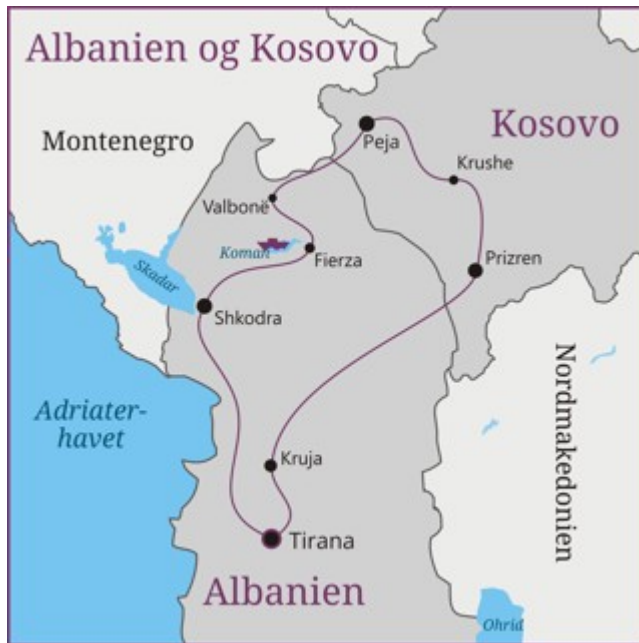 Albanien og Kosovo
Montenegro
Kosovo
Peja
Krushe
Valbonë
Koman
Fierza
Prizren
Skadar
Shkodra
Adriater-
havet
Nordmakedonien
Kruja
Tirana
Albanien
Ohrid